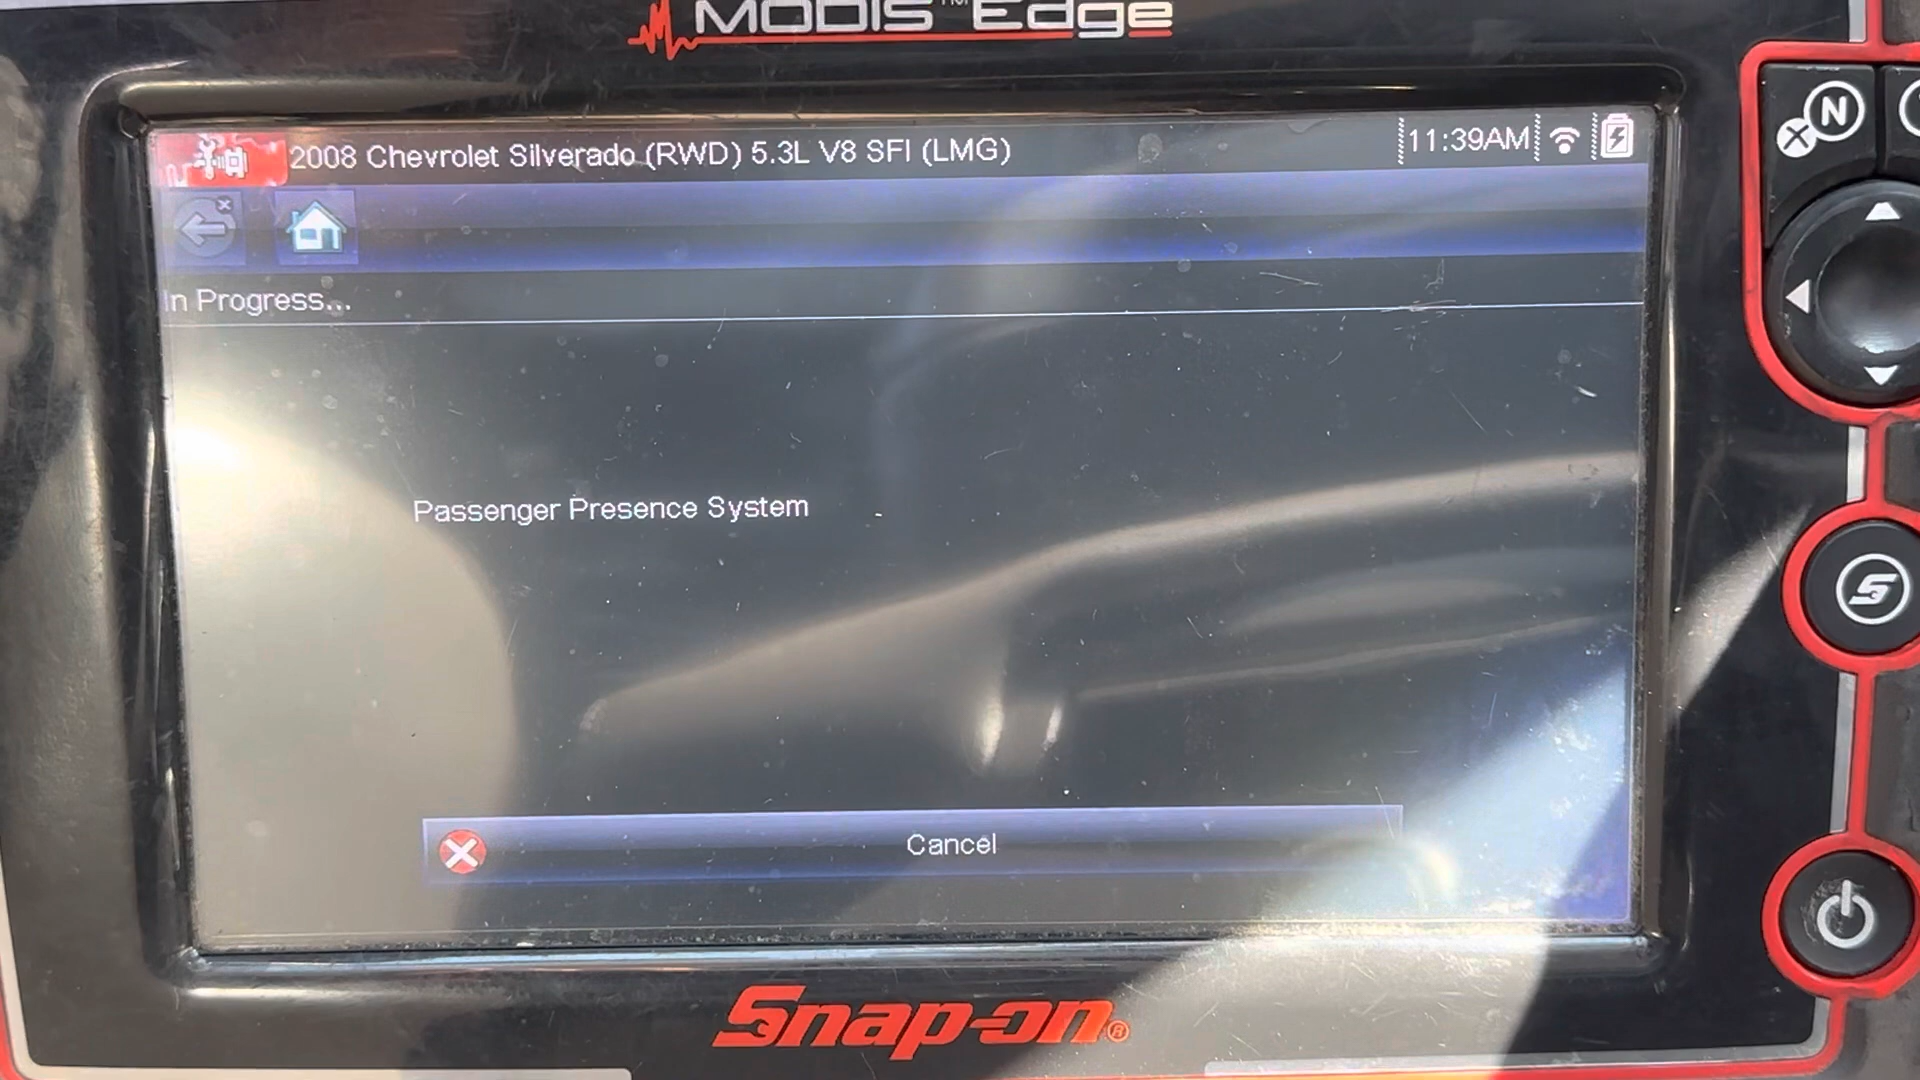 MODIS™ Edge
2008 Chevrolet Silverado (RWD) 5.3L V8 SFI (LMG)
11:39AM
N
In Progress...
Passenger Presence System
Cancel
Snap-on®